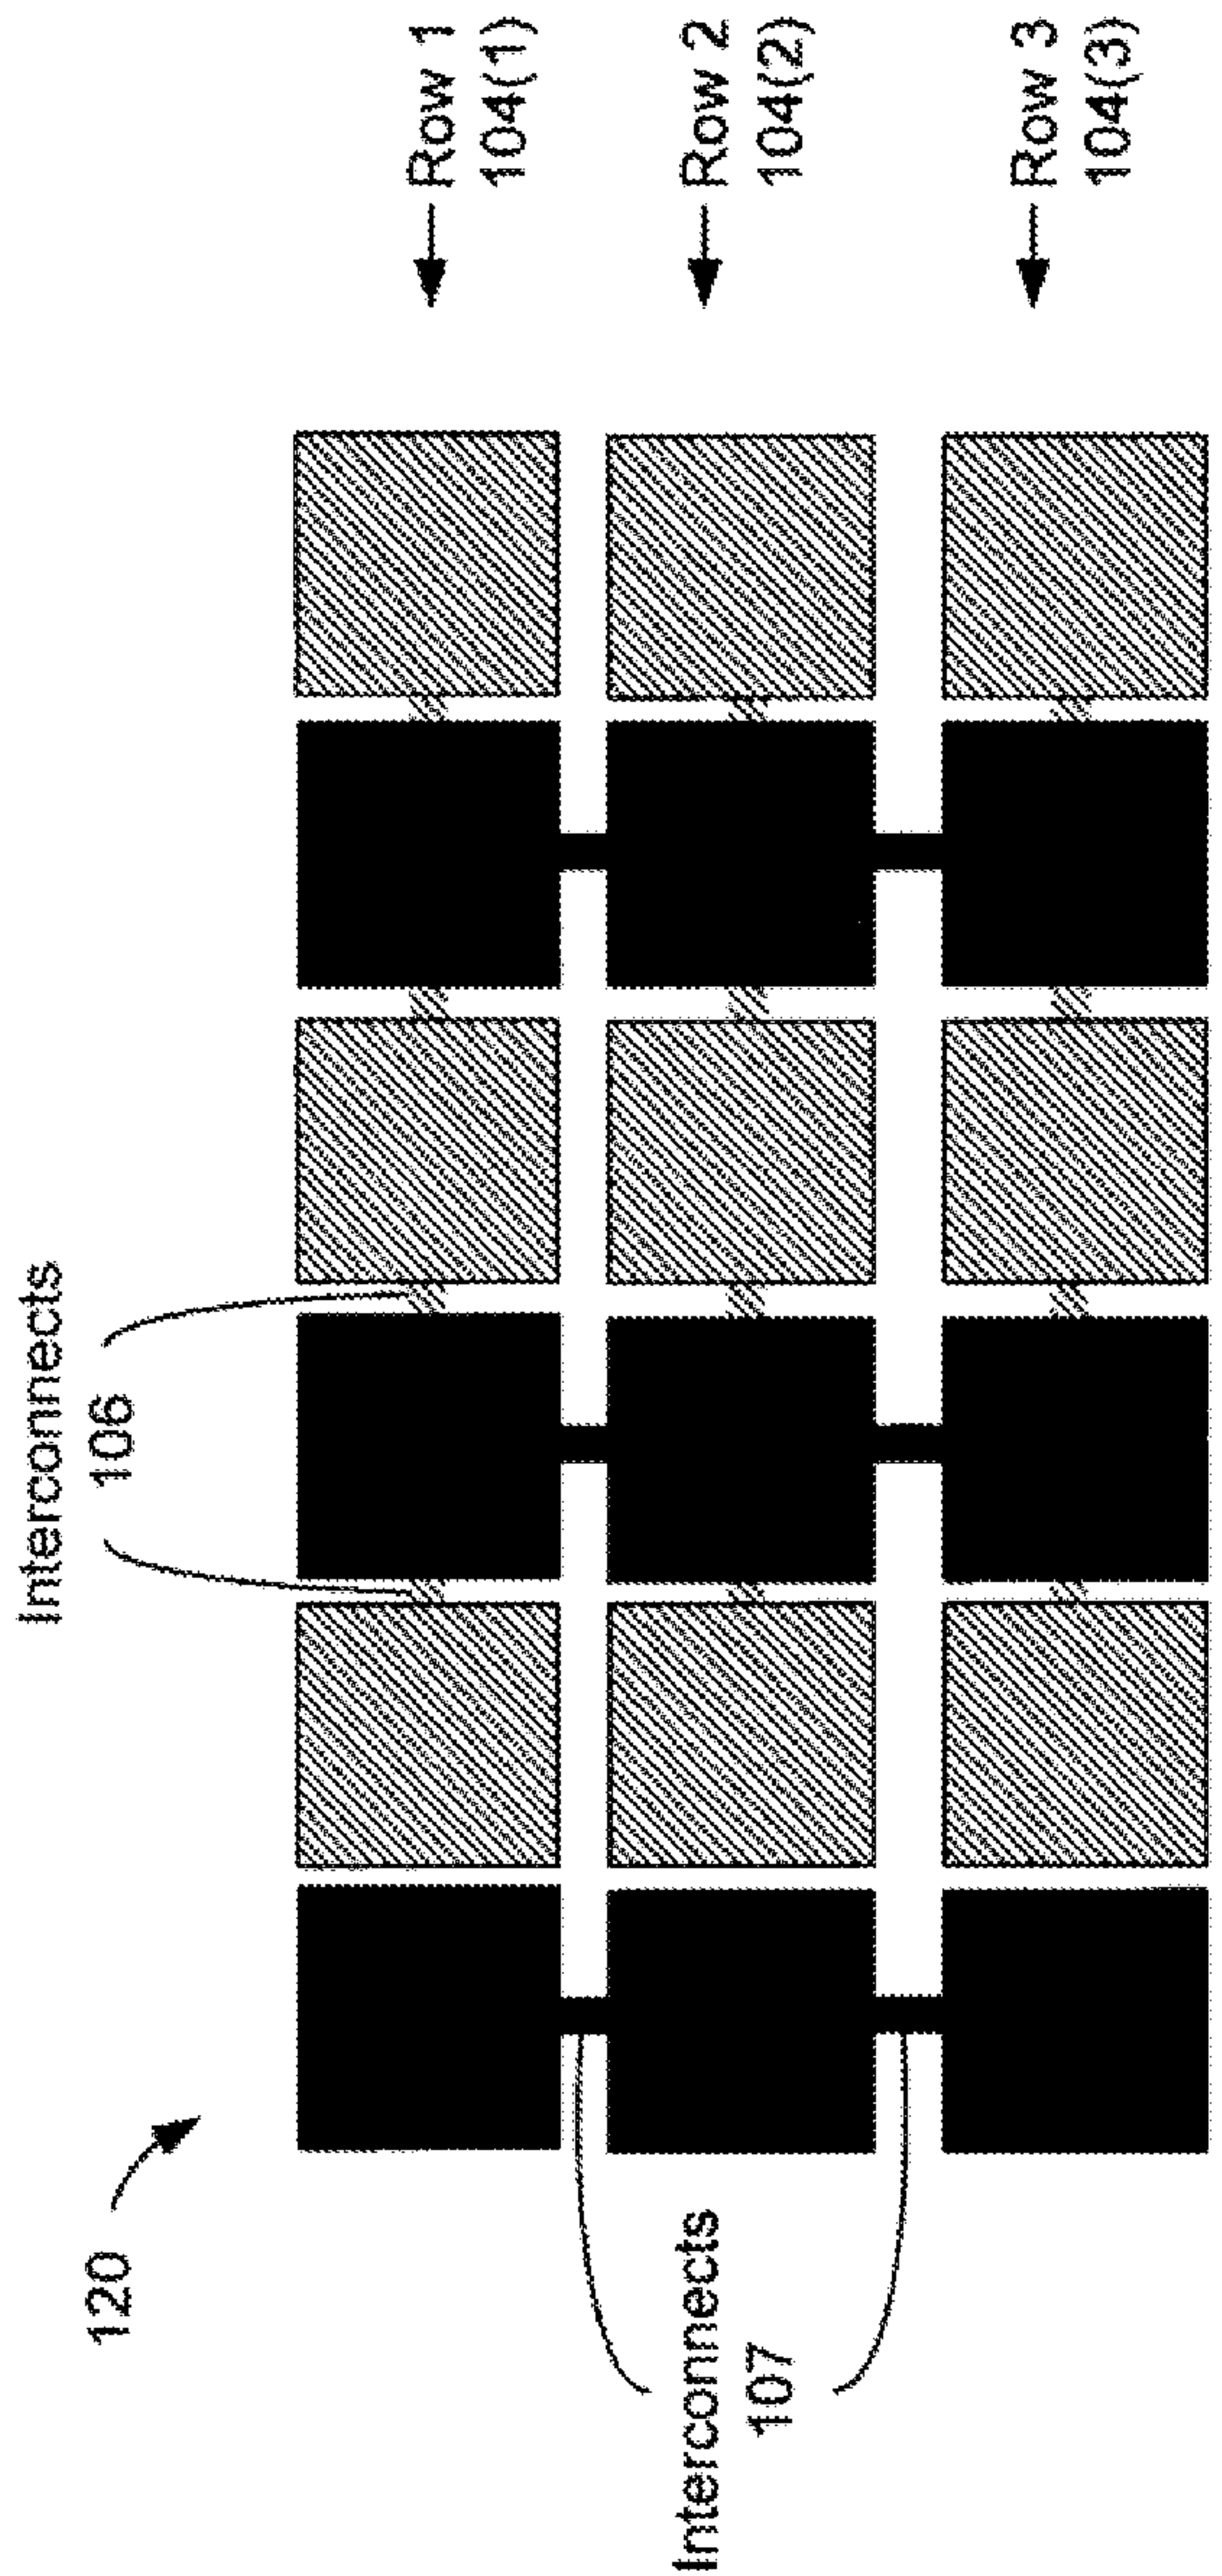 120
Interconnects
106
Interconnects
107
Row 1
104(1)
Row 2
104(2)
Row 3
104(3)